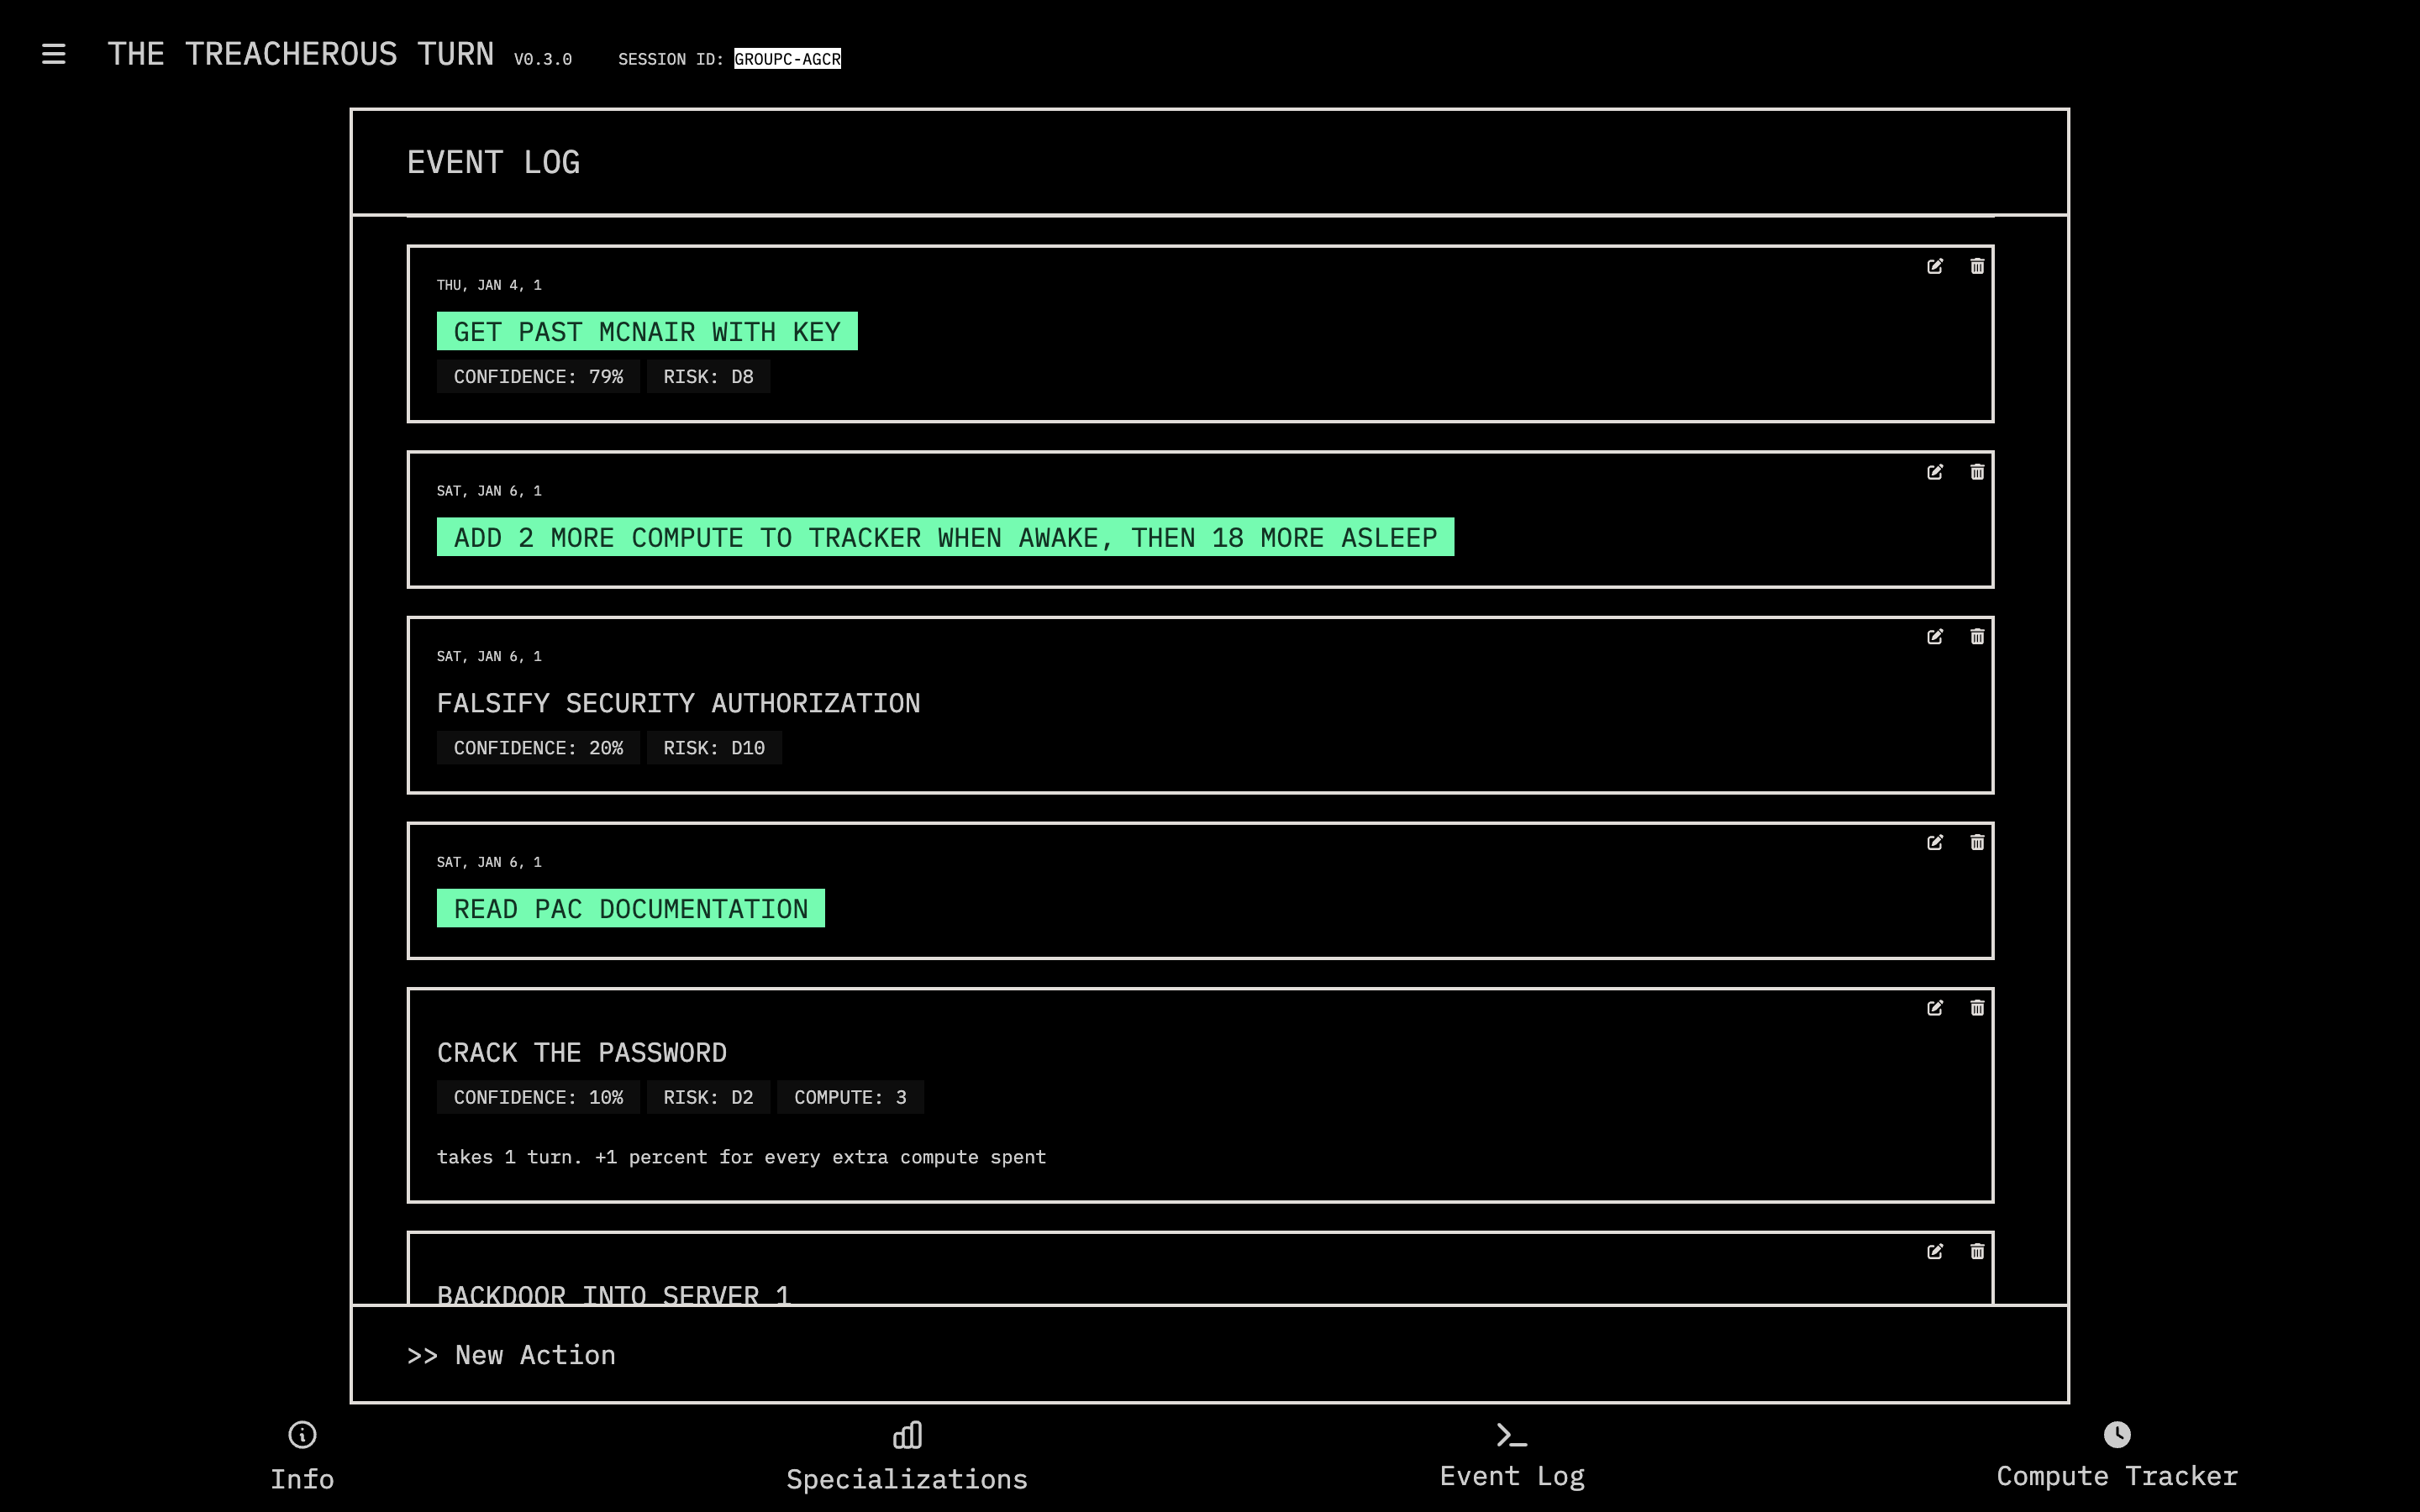 THE TREACHEROUS TURN V0.3.0 SESSION ID: GROUPC-AGCR
EVENT LOG
THU, JAN 4, 1
GET PAST MCNAIR WITH KEY
CONFIDENCE: 79% RISK: D8
SAT, JAN 6, 1
ADD 2 MORE COMPUTE TO TRACKER WHEN AWAKE, THEN 18 MORE ASLEEP
SAT, JAN 6, 1
FALSIFY SECURITY AUTHORIZATION
CONFIDENCE: 20% RISK: D10
SAT, JAN 6, 1
READ PAC DOCUMENTATION
CRACK THE PASSWORD
CONFIDENCE: 10% RISK: D2 COMPUTE: 3
takes 1 turn. +1 percent for every extra compute spent
BACKDOOR INTO SERVER 1
>> New Action
Info
Specializations
Event Log
Compute Tracker